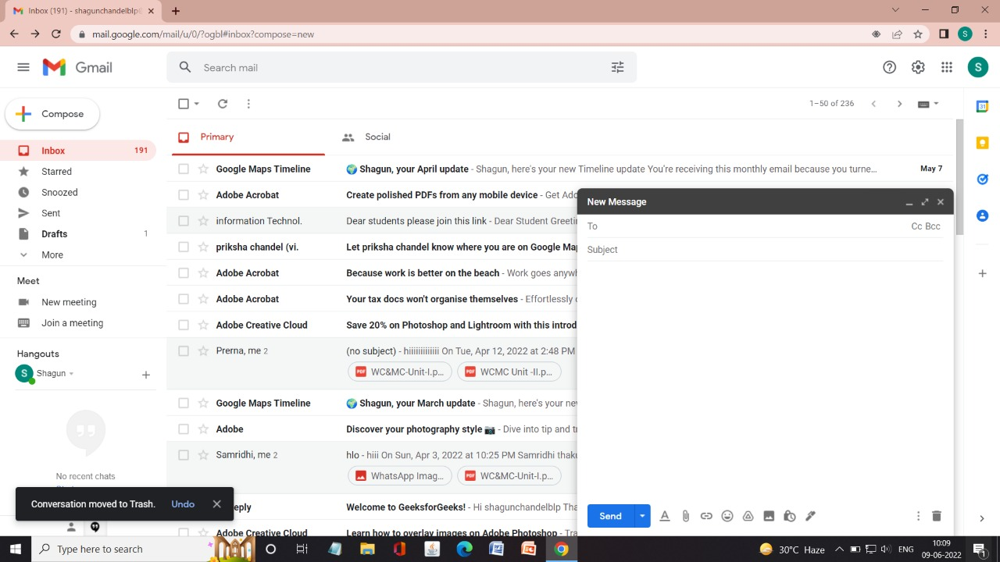 Inbox (191) - shagunchandelblp
mail.google.com/mail/u/0/?ogbl#inbox?compose=new
S
Gmail
Search mail
S
Compose
1–50 of 236
31
Primary
Social
Inbox 191
Starred
Snoozed
Sent
Drafts 1
More
Meet
New meeting
Join a meeting
Hangouts
S Shagun
No recent chats
Google Maps Timeline 🌍 Shagun, your April update - Shagun, here's your new Timeline update You're receiving this monthly email because you turne… May 7
Adobe Acrobat Create polished PDFs from any mobile device - Get
information Technol. Dear students please join this link - Dear Student
priksha chandel (vi. Let priksha chandel know where you are on Google
Adobe Acrobat Because work is better on the beach - Work goes
Adobe Acrobat Your tax docs won't organise themselves - Effortlessly
Adobe Creative Cloud Save 20% on Photoshop and Lightroom with this
Prerna, me 2 (no subject) - hiiiiiiiiiiiii On Tue, Apr 12, 2022 at 2:48 PM
PDF WC&MC-Unit-I.p... PDF WCMC Unit -II.p...
Google Maps Timeline 🌍 Shagun, your March update - Shagun, here's your
Adobe Discover your photography style 📷 - Dive into tip and
Samridhi, me 2 hlo - hiii On Sun, Apr 3, 2022 at 10:25 PM Samridhi
WhatsApp Imag... PDF WC&MC-Unit-I.p...
Welcome to GeeksforGeeks! - Hi shagunchandelblp
Adobe Creative Cloud Learn how to overlay images on Adobe Photoshop -
New Message
To Cc Bcc
Subject
Send
Conversation moved to Trash. Undo
Type here to search
30°C Haze
ENG
10:09
09-06-2022
1